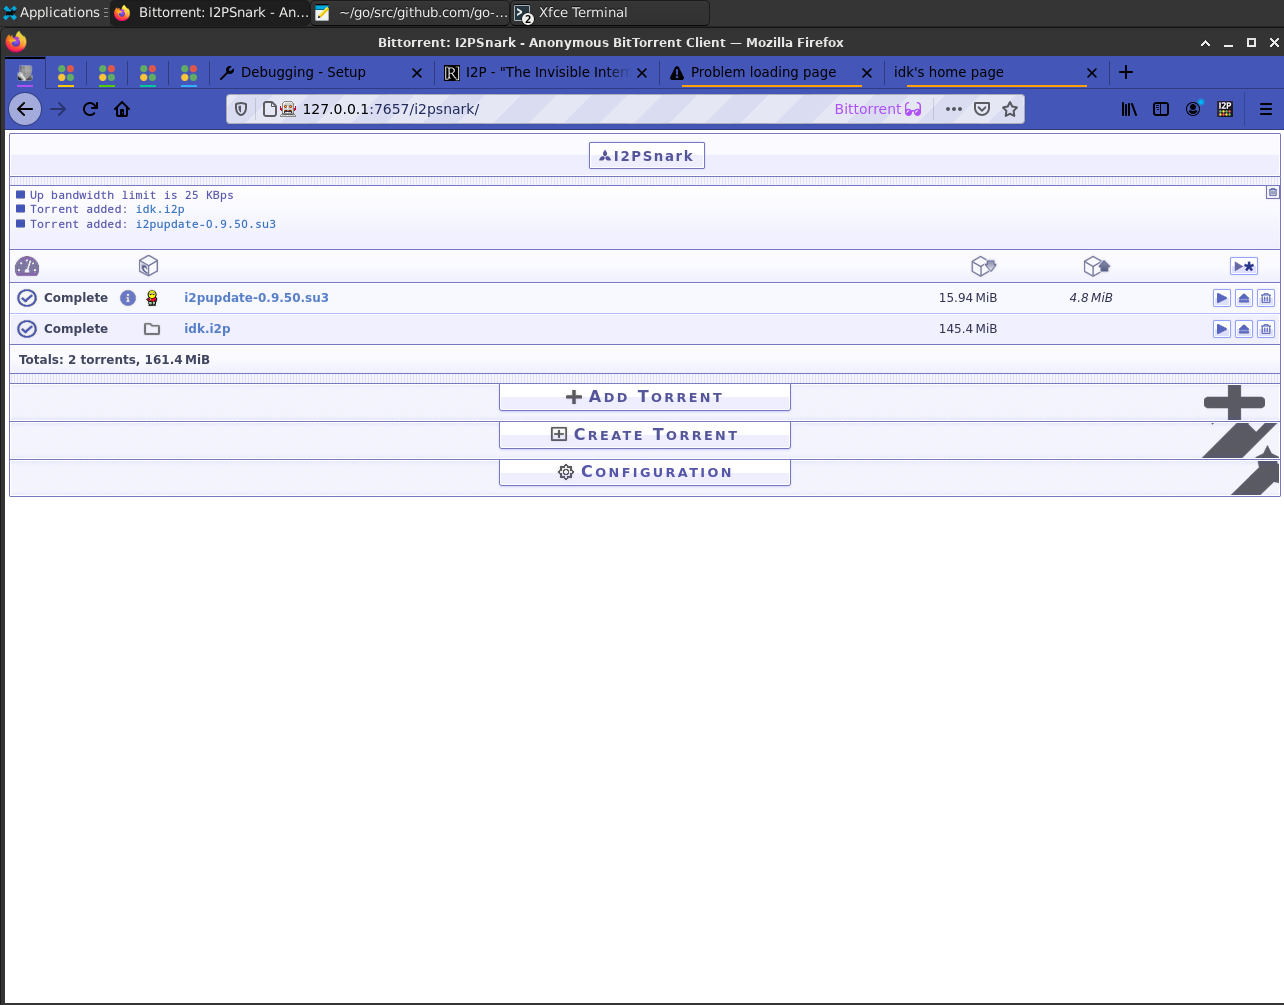 Applications
Bittorrent: I2PSnark - An...
~/go/src/github.com/go-...
2
Xfce Terminal
Bittorrent: I2PSnark - Anonymous BitTorrent Client — Mozilla Firefox
Debugging - Setup
I2P - "The Invisible Inter
Problem loading page
idk's home page
127.0.0.1:7657/i2psnark/
Bittorrent
I2P
I2PSnark
Up bandwidth limit is 25 KBps
Torrent added: idk.i2p
Torrent added: i2pupdate-0.9.50.su3
Complete i2pupdate-0.9.50.su3 15.94 MiB 4.8 MiB
Complete idk.i2p 145.4 MiB
Totals: 2 torrents, 161.4 MiB
Add Torrent
Create Torrent
Configuration